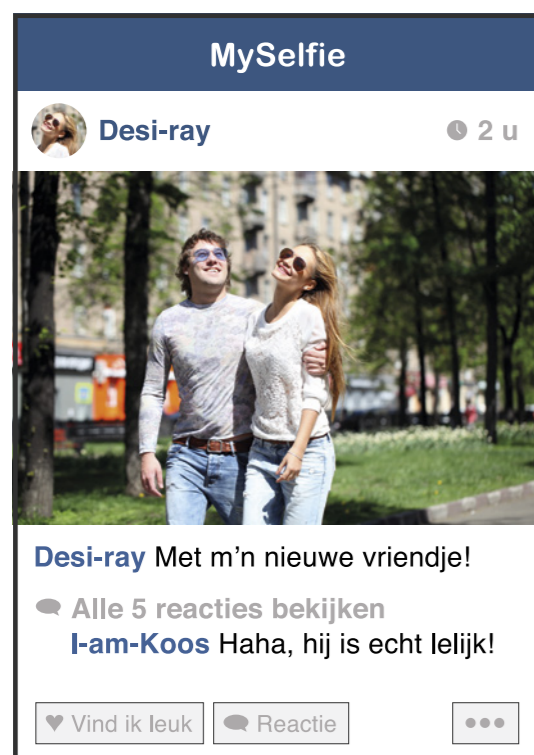 MySelfie
Desi-ray 2 u
Desi-ray Met m'n nieuwe vriendje!
Alle 5 reacties bekijken
I-am-Koos Haha, hij is echt lelijk!
Vind ik leuk Reactie